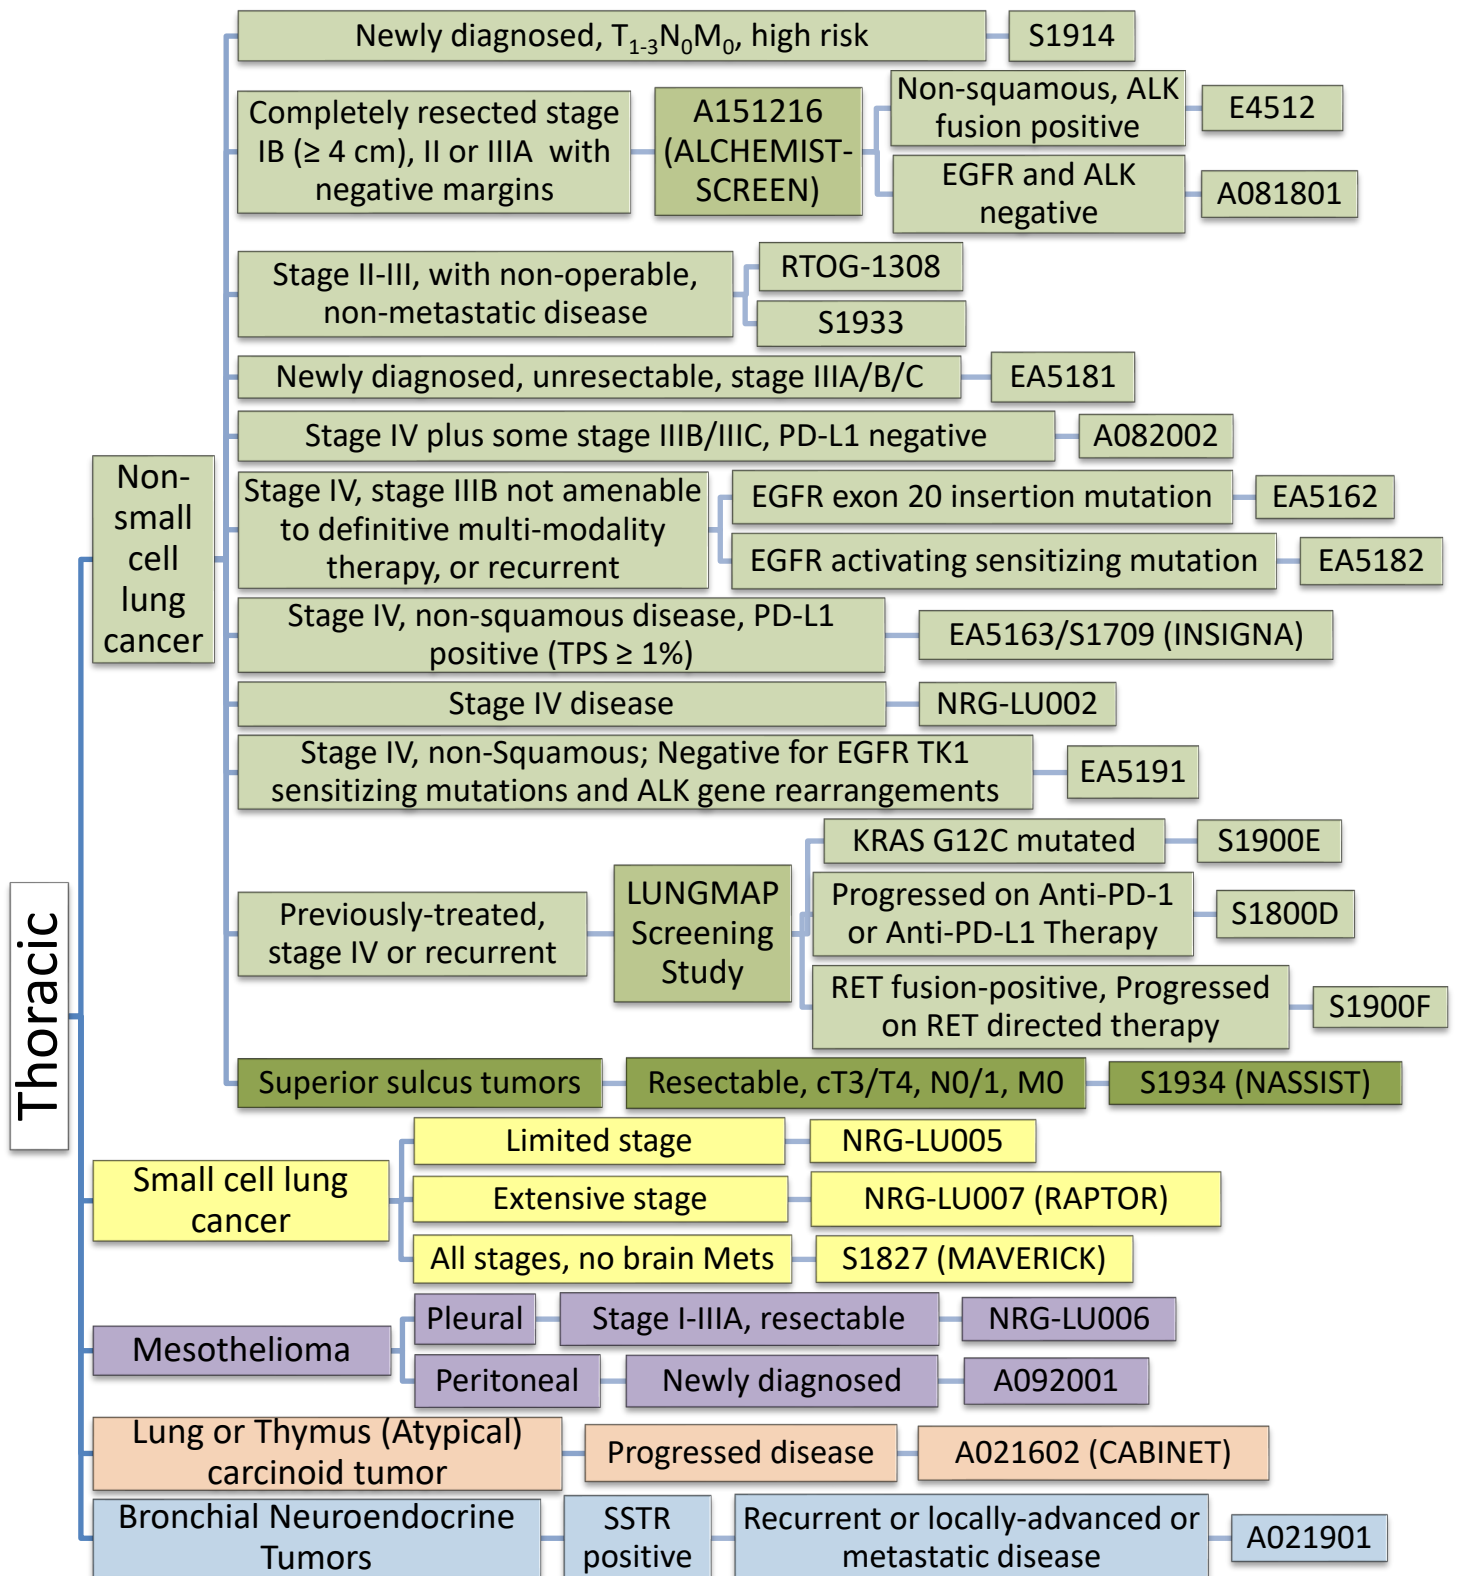 Thoracic
Non-
small
cell
lung
cancer
Newly diagnosed, T1-3N0M0, high risk
S1914
Completely resected stage
IB (≥ 4 cm), II or IIIA with
negative margins
A151216
(ALCHEMIST-
SCREEN)
Non-squamous, ALK
fusion positive
E4512
EGFR and ALK
negative
A081801
Stage II-III, with non-operable,
non-metastatic disease
RTOG-1308
S1933
Newly diagnosed, unresectable, stage IIIA/B/C
EA5181
Stage IV plus some stage IIIB/IIIC, PD-L1 negative
A082002
Stage IV, stage IIIB not amenable
to definitive multi-modality
therapy, or recurrent
EGFR exon 20 insertion mutation
EA5162
EGFR activating sensitizing mutation
EA5182
Stage IV, non-squamous disease, PD-L1
positive (TPS ≥ 1%)
EA5163/S1709 (INSIGNA)
Stage IV disease
NRG-LU002
Stage IV, non-Squamous; Negative for EGFR TK1
sensitizing mutations and ALK gene rearrangements
EA5191
Previously-treated,
stage IV or recurrent
LUNGMAP
Screening
Study
KRAS G12C mutated
S1900E
Progressed on Anti-PD-1
or Anti-PD-L1 Therapy
S1800D
RET fusion-positive, Progressed
on RET directed therapy
S1900F
Superior sulcus tumors
Resectable, cT3/T4, N0/1, M0
S1934 (NASSIST)
Small cell lung
cancer
Limited stage
NRG-LU005
Extensive stage
NRG-LU007 (RAPTOR)
All stages, no brain Mets
S1827 (MAVERICK)
Mesothelioma
Pleural
Stage I-IIIA, resectable
NRG-LU006
Peritoneal
Newly diagnosed
A092001
Lung or Thymus (Atypical)
carcinoid tumor
Progressed disease
A021602 (CABINET)
Bronchial Neuroendocrine
Tumors
SSTR
positive
Recurrent or locally-advanced or
metastatic disease
A021901